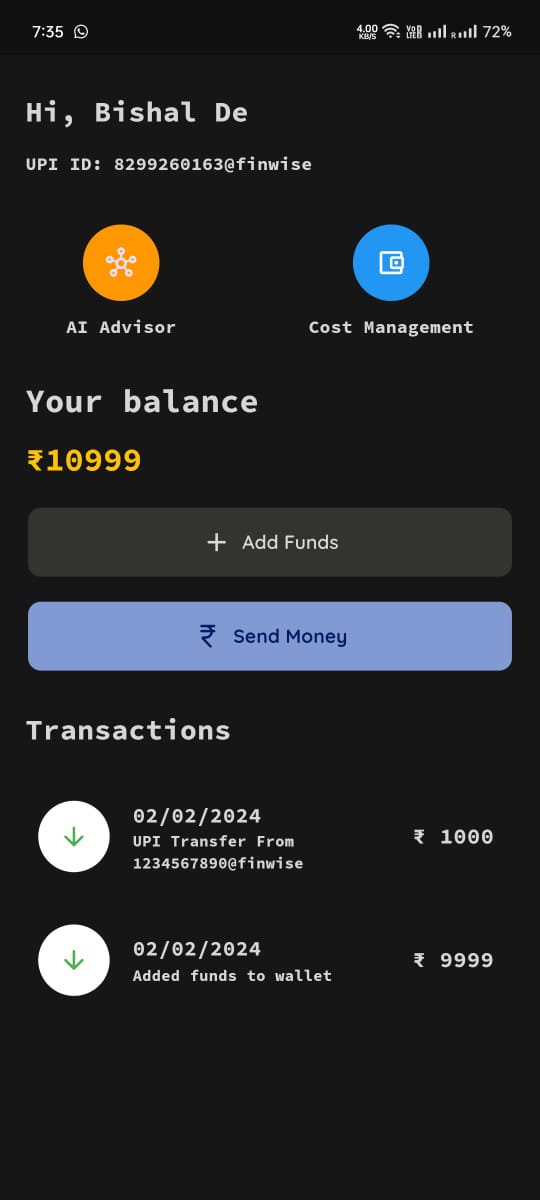 7:35 4.00 KB/S VoD LTED R 72%
Hi, Bishal De
UPI ID: 8299260163@finwise
AI Advisor Cost Management
Your balance
₹10999
+ Add Funds
₹ Send Money
Transactions
02/02/2024
UPI Transfer From
1234567890@finwise
₹ 1000
02/02/2024
Added funds to wallet
₹ 9999